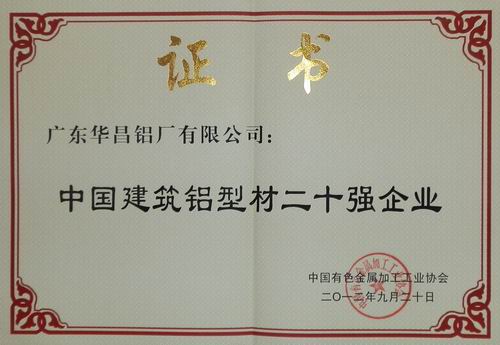 证书
广东华昌铝厂有限公司：
中国建筑铝型材二十强企业
中国有色金属加工工业协会
二〇一三年九月二十日